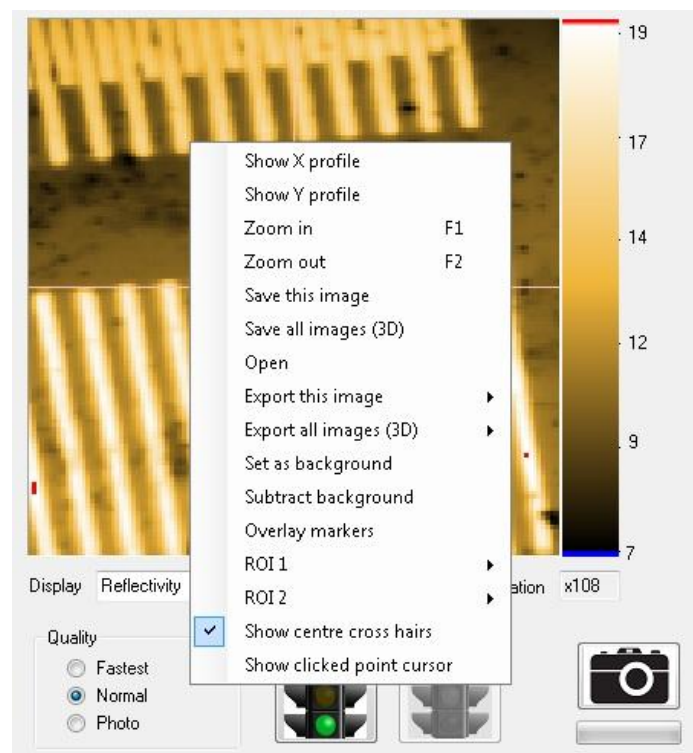 19
17
14
12
9
7
Show X profile
Show Y profile
Zoom in F1
Zoom out F2
Save this image
Save all images (3D)
Open
Export this image
Export all images (3D)
Set as background
Subtract background
Overlay markers
ROI 1
ROI 2
Show centre cross hairs
Show clicked point cursor
Display Reflectivity ation x108
Quality
Fastest
Normal
Photo